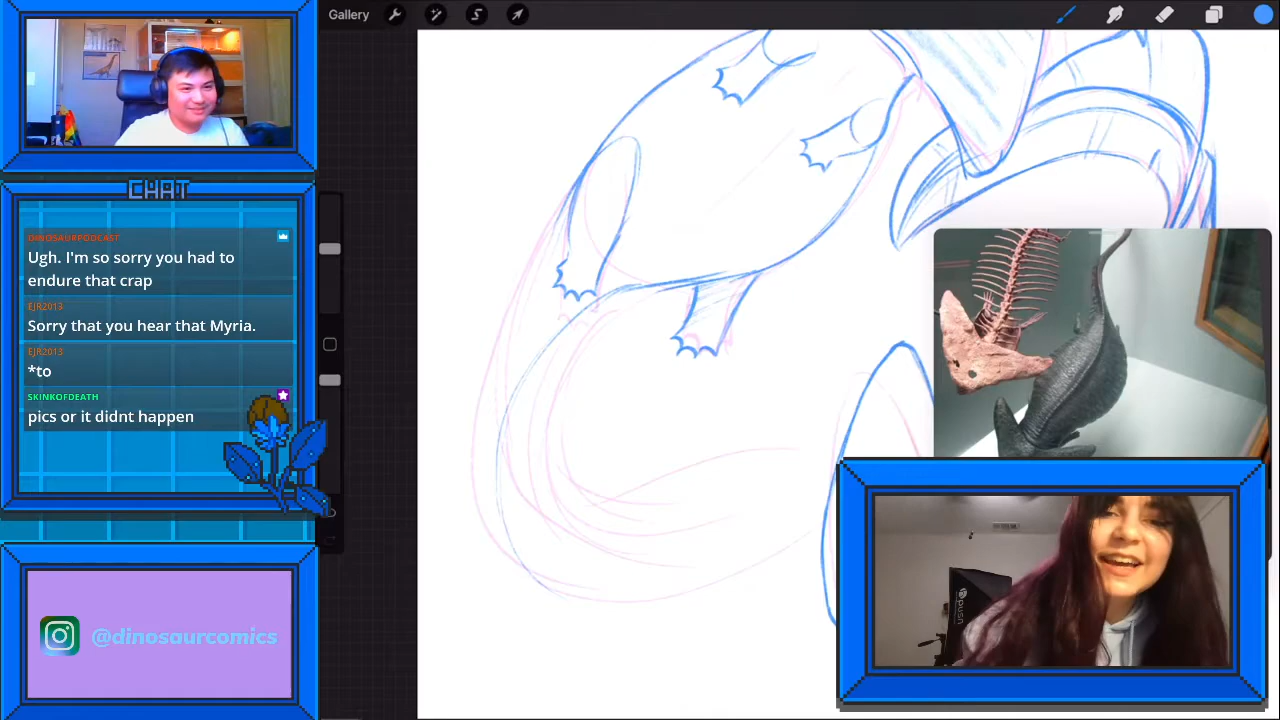 Gallery
CHAT
DINOSAURPODCAST
Ugh. I'm so sorry you had to
endure that crap
EJR2013
Sorry that you hear that Myria.
EJR2013
*to
SKINKOFDEATH
pics or it didnt happen
@dinosaurcomics